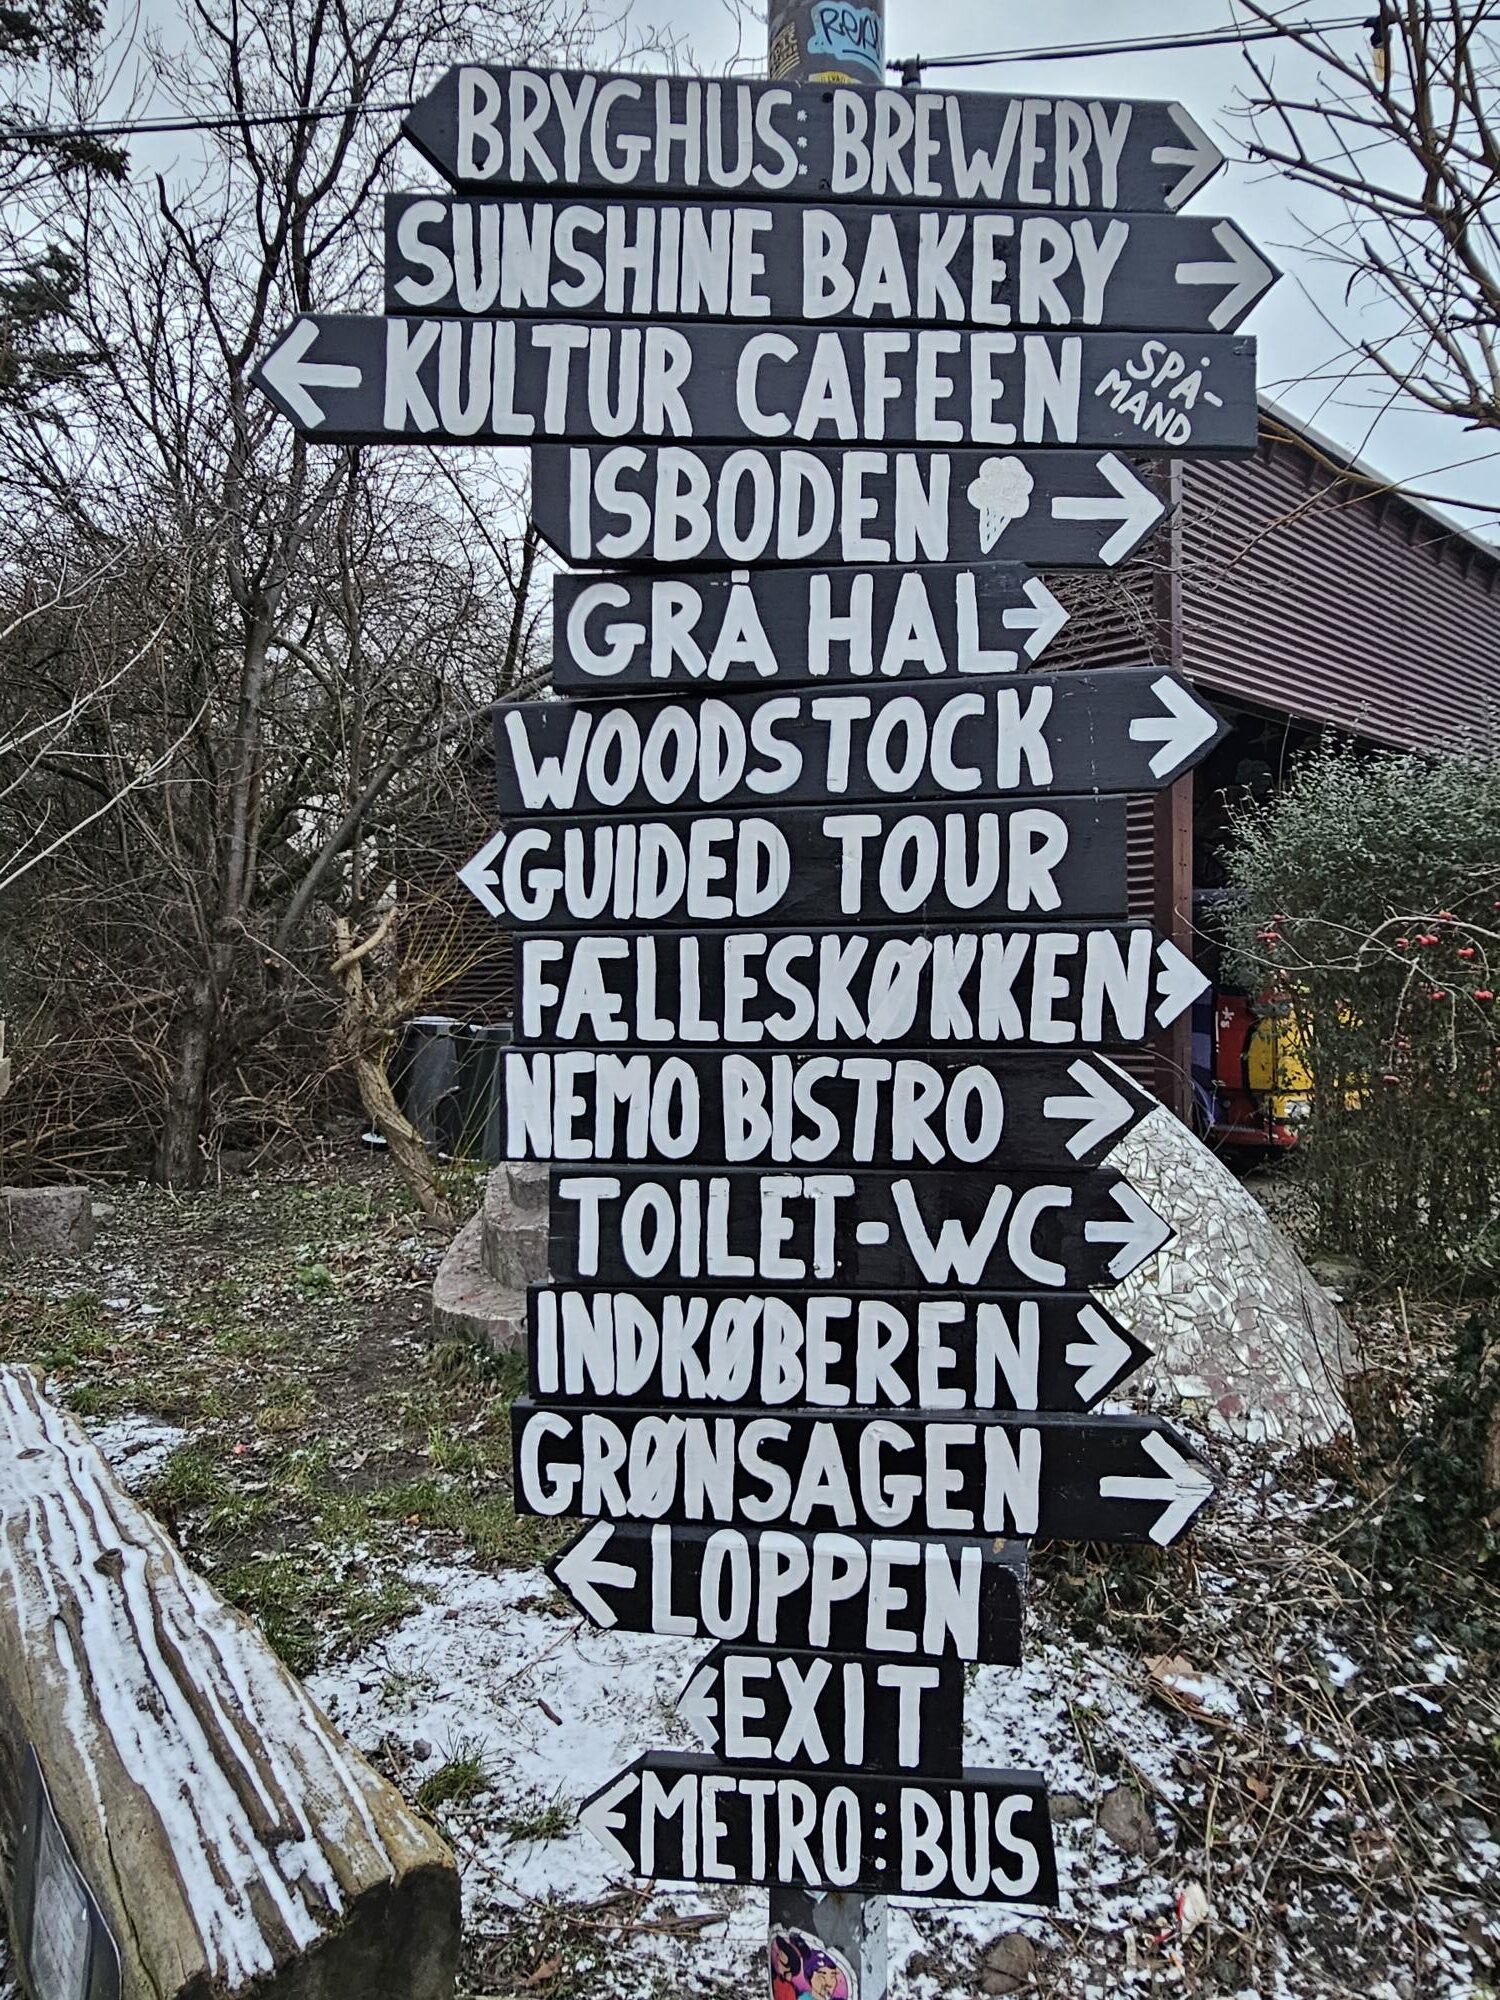 BRYGHUS BREWERY
SUNSHINE BAKERY
KULTUR CAFEEN
SPÅ-
MAND
ISBODEN
GRÅ HAL
WOODSTOCK
GUIDED TOUR
FÆLLESKØKKEN
NEMO BISTRO
TOILET-WC
INDKØBEREN
GRØNSAGEN
LOPPEN
EXIT
METRO BUS